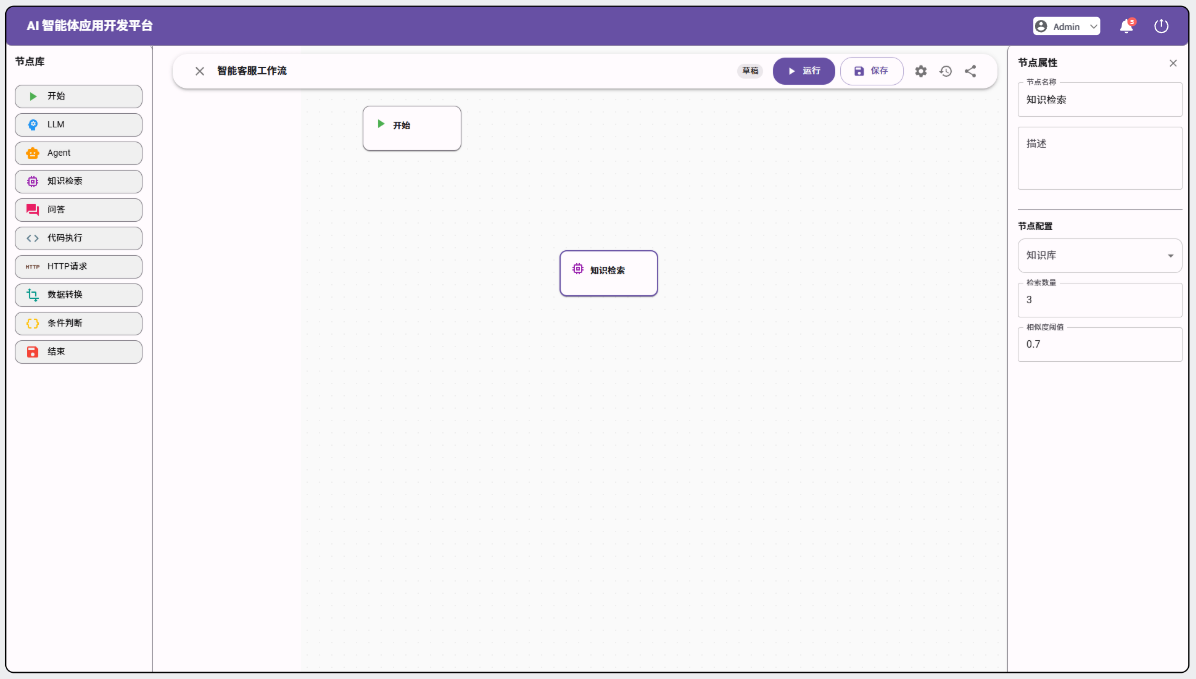 AI 智能体应用开发平台
Admin
5
节点库
开始
LLM
Agent
知识检索
问答
代码执行
HTTP HTTP请求
数据转换
条件判断
结束
智能客服工作流
草稿
运行
保存
开始
知识检索
节点属性
节点名称
知识检索
描述
节点配置
知识库
检索数量
3
相似度阈值
0.7